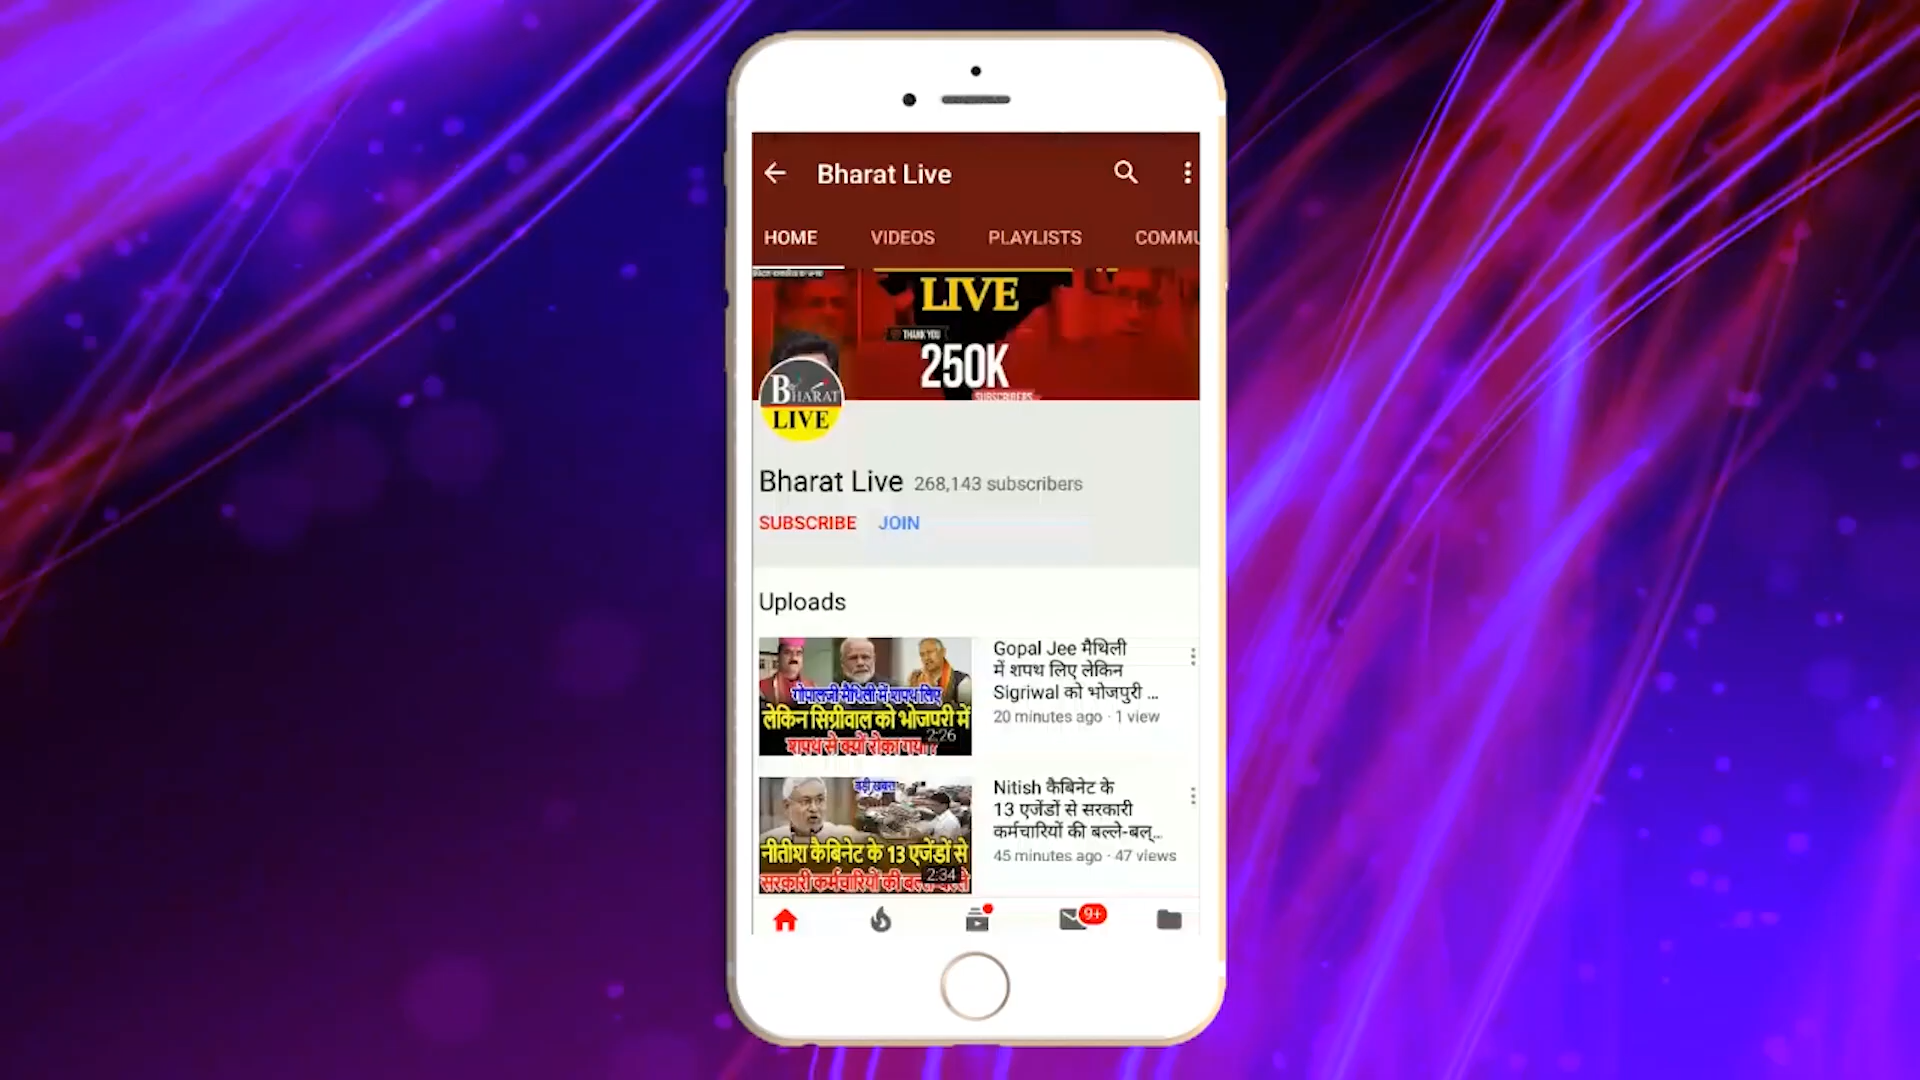 Bharat Live
HOME VIDEOS PLAYLISTS COMMU
LIVE
THANK YOU
250K
SUBSCRIBERS
BHARAT
LIVE
Bharat Live 268,143 subscribers
SUBSCRIBE JOIN
Uploads
गोपालजी मैथिली में शपथ लिए
लेकिन सिग्रीवाल को भोजपुरी में
शपथ से क्यों रोका गया?
2:26
Gopal Jee मैथिली
में शपथ लिए लेकिन
Sigriwal को भोजपुरी ...
20 minutes ago · 1 view
बड़ी खबर!
नीतीश कैबिनेट के 13 एजेंडों से
सरकारी कर्मचारियों की बल्ले-बल्ले
2:34
Nitish कैबिनेट के
13 एजेंडों से सरकारी
कर्मचारियों की बल्ले-बल्...
45 minutes ago · 47 views
9+